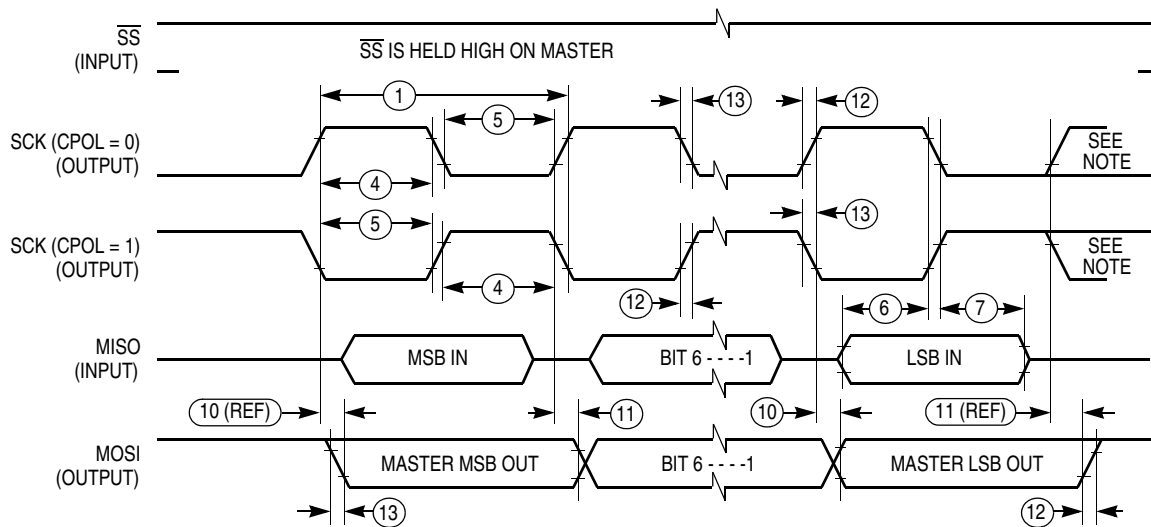 SS
(INPUT)
SS IS HELD HIGH ON MASTER
1
5
13
12
SCK (CPOL = 0)
(OUTPUT)
SEE
NOTE
4
5
13
SCK (CPOL = 1)
(OUTPUT)
SEE
NOTE
4
12
6
7
MISO
(INPUT)
MSB IN
BIT 6 - - - -1
LSB IN
10 (REF)
11
10
11 (REF)
MOSI
(OUTPUT)
MASTER MSB OUT
BIT 6 - - - -1
MASTER LSB OUT
13
12